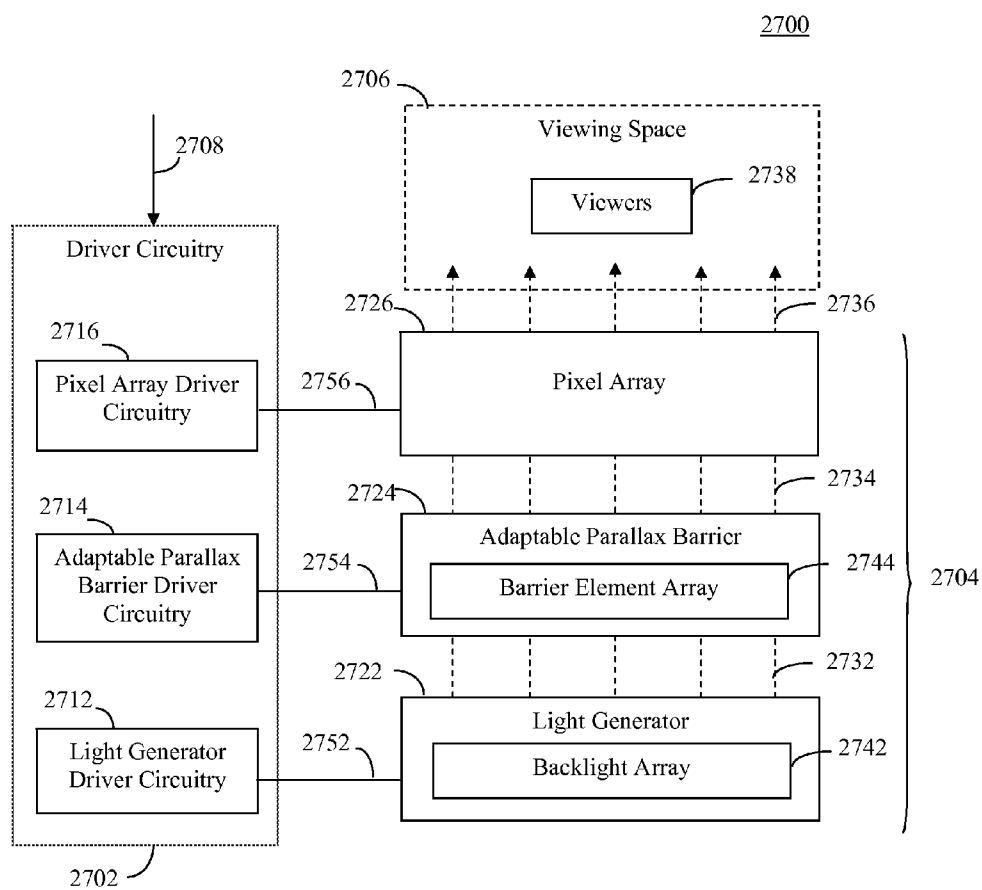 2700
2706
Viewing Space
2708
2738
Viewers
Driver Circuitry
2726
2736
2716
Pixel Array Driver
Circuitry
2756
Pixel Array
2724
2734
2714
Adaptable Parallax
Barrier Driver
Circuitry
2754
Adaptable Parallax Barrier
Barrier Element Array
2744
2704
2722
2732
2712
Light Generator
Driver Circuitry
2752
Light Generator
Backlight Array
2742
2702